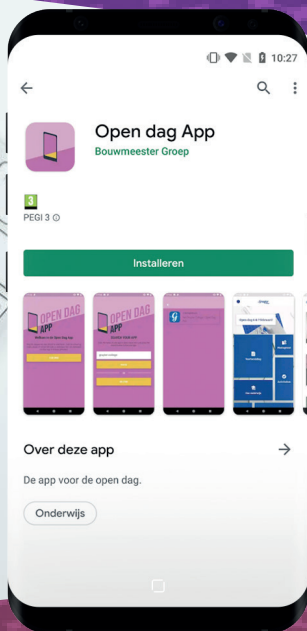 10:27
Open dag App
Bouwmeester Groep
3
PEGI 3
Installeren
OPEN DAG
APP
OPEN DAG
APP
Over deze app
De app voor de open dag.
Onderwijs